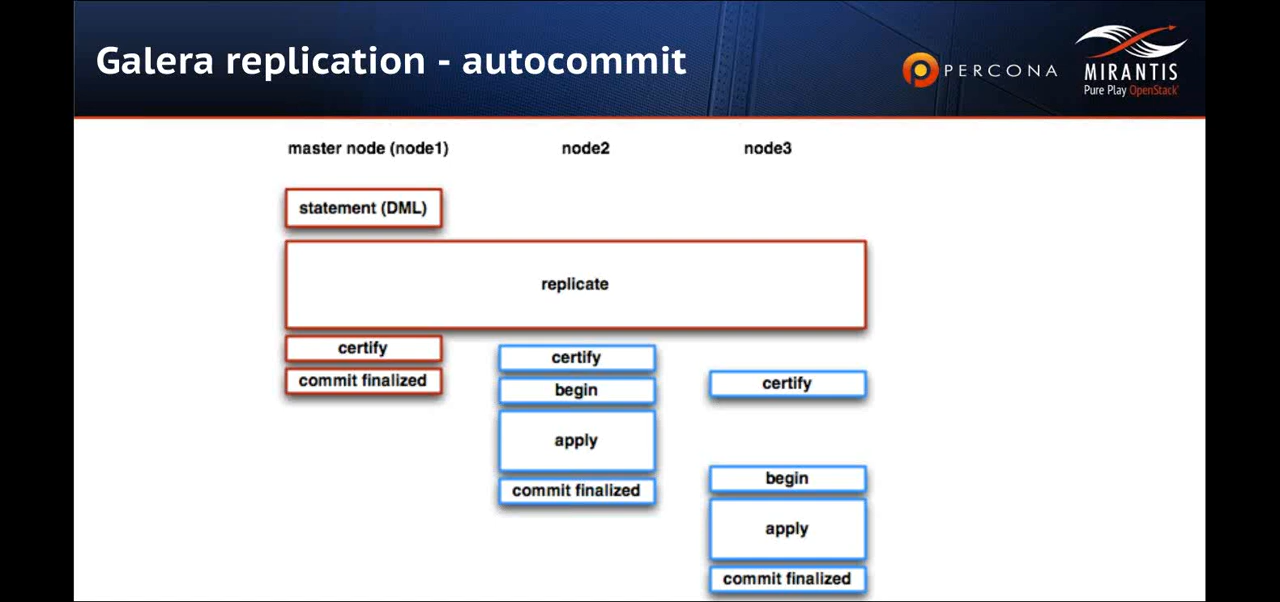 Galera replication - autocommit
PERCONA
MIRANTIS
Pure Play OpenStack
master node (node1)
node2
node3
statement (DML)
replicate
certify
commit finalized
certify
begin
apply
commit finalized
certify
begin
apply
commit finalized